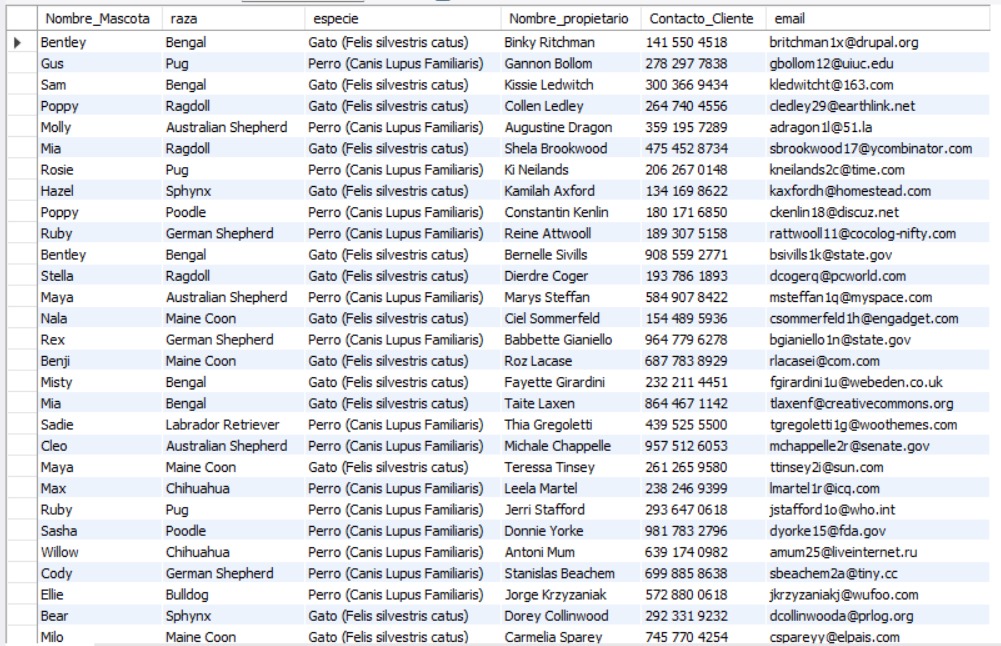 Nombre_Mascota raza especie Nombre_propietario Contacto_Cliente email
Bentley Bengal Gato (Felis silvestris catus) Binky Ritchman 141 550 4518 britchman1x@drupal.org
Gus Pug Perro (Canis Lupus Familiaris) Gannon Bollom 278 297 7838 gbollom12@uiuc.edu
Sam Bengal Gato (Felis silvestris catus) Kissie Ledwitch 300 366 9434 kledwitcht@163.com
Poppy Ragdoll Gato (Felis silvestris catus) Collen Ledley 264 740 4556 cledley29@earthlink.net
Molly Australian Shepherd Perro (Canis Lupus Familiaris) Augustine Dragon 359 195 7289 adragon1l@51.la
Mia Ragdoll Gato (Felis silvestris catus) Shela Brookwood 475 452 8734 sbrookwood17@ycombinator.com
Rosie Pug Perro (Canis Lupus Familiaris) Ki Neilands 206 267 0148 kneilands2c@time.com
Hazel Sphynx Gato (Felis silvestris catus) Kamilah Axford 134 169 8622 kaxfordh@homestead.com
Poppy Poodle Perro (Canis Lupus Familiaris) Constantin Kenlin 180 171 6850 ckenlin18@discuz.net
Ruby German Shepherd Perro (Canis Lupus Familiaris) Reine Attwooll 189 307 5158 rattwooll11@cocolog-nifty.com
Bentley Bengal Gato (Felis silvestris catus) Bernelle Sivills 908 559 2771 bsivills1k@state.gov
Stella Ragdoll Gato (Felis silvestris catus) Dierdre Coger 193 786 1893 dcogerq@pcworld.com
Maya Australian Shepherd Perro (Canis Lupus Familiaris) Marys Steffan 584 907 8422 msteffan1q@myspace.com
Nala Maine Coon Gato (Felis silvestris catus) Ciel Sommerfeld 154 489 5936 csommerfeld1h@engadget.com
Rex German Shepherd Perro (Canis Lupus Familiaris) Babbette Gianiello 964 779 6278 bgianiello1n@state.gov
Benji Maine Coon Gato (Felis silvestris catus) Roz Lacase 687 783 8929 rlacasei@com.com
Misty Bengal Gato (Felis silvestris catus) Fayette Girardini 232 211 4451 fgirardini1u@webeden.co.uk
Mia Bengal Gato (Felis silvestris catus) Taite Laxen 864 467 1142 tlaxenf@creativecommons.org
Sadie Labrador Retriever Perro (Canis Lupus Familiaris) Thia Gregoletti 439 525 5500 tgregoletti1g@woothemes.com
Cleo Australian Shepherd Perro (Canis Lupus Familiaris) Michale Chappelle 957 512 6053 mchappelle2r@senate.gov
Maya Maine Coon Gato (Felis silvestris catus) Teressa Tinsey 261 265 9580 ttinsey2i@sun.com
Max Chihuahua Perro (Canis Lupus Familiaris) Leela Martel 238 246 9399 lmartel1r@icq.com
Ruby Pug Perro (Canis Lupus Familiaris) Jerri Stafford 293 647 0618 jstafford1o@who.int
Sasha Poodle Perro (Canis Lupus Familiaris) Donnie Yorke 981 783 2796 dyorke15@fda.gov
Willow Chihuahua Perro (Canis Lupus Familiaris) Antoni Mum 639 174 0982 amum25@liveinternet.ru
Cody German Shepherd Perro (Canis Lupus Familiaris) Stanislas Beachem 699 885 8638 sbeachem2a@tiny.cc
Ellie Bulldog Perro (Canis Lupus Familiaris) Jorge Krzyzaniak 572 880 0618 jkrzyzaniakj@wufoo.com
Bear Sphynx Gato (Felis silvestris catus) Dorey Collinwood 292 331 9232 dcollinwooda@prlog.org
Milo Maine Coon Gato (Felis silvestris catus) Carmelia Sparey 745 770 4254 cspareyy@elpais.com